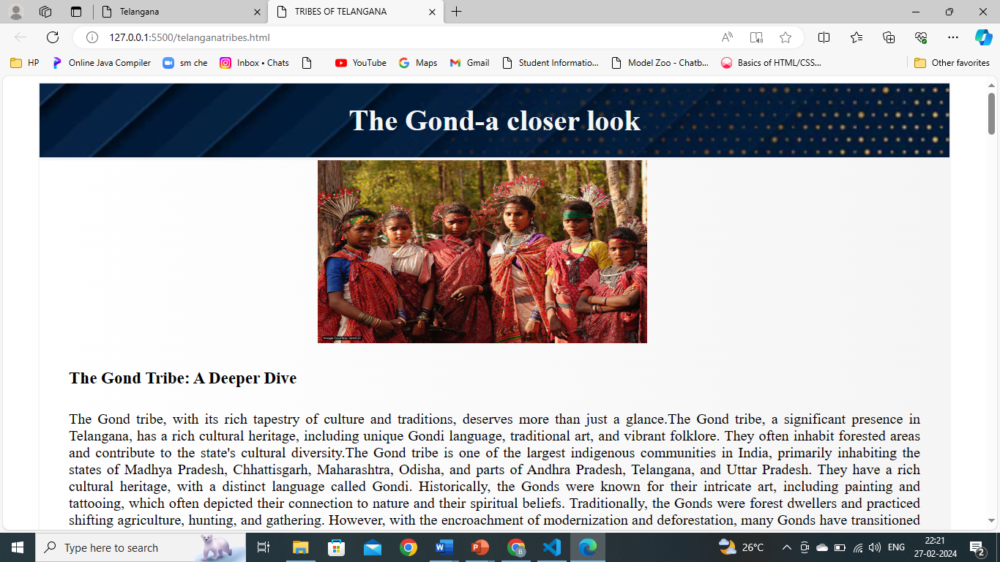 Telangana
TRIBES OF TELANGANA
127.0.0.1:5500/telanganatribes.html
HP
Online Java Compiler
sm che
Inbox • Chats
YouTube
Maps
Gmail
Student Informatio...
Model Zoo - Chatb...
Basics of HTML/CSS...
Other favorites
The Gond-a closer look
Image Courtesy: iamin.in
The Gond Tribe: A Deeper Dive
The Gond tribe, with its rich tapestry of culture and traditions, deserves more than just a glance.The Gond tribe, a significant presence in
Telangana, has a rich cultural heritage, including unique Gondi language, traditional art, and vibrant folklore. They often inhabit forested areas
and contribute to the state's cultural diversity.The Gond tribe is one of the largest indigenous communities in India, primarily inhabiting the
states of Madhya Pradesh, Chhattisgarh, Maharashtra, Odisha, and parts of Andhra Pradesh, Telangana, and Uttar Pradesh. They have a rich
cultural heritage, with a distinct language called Gondi. Historically, the Gonds were known for their intricate art, including painting and
tattooing, which often depicted their connection to nature and their spiritual beliefs. Traditionally, the Gonds were forest dwellers and practiced
shifting agriculture, hunting, and gathering. However, with the encroachment of modernization and deforestation, many Gonds have transitioned
Type here to search
26°C
ENG
22:21
27-02-2024
2